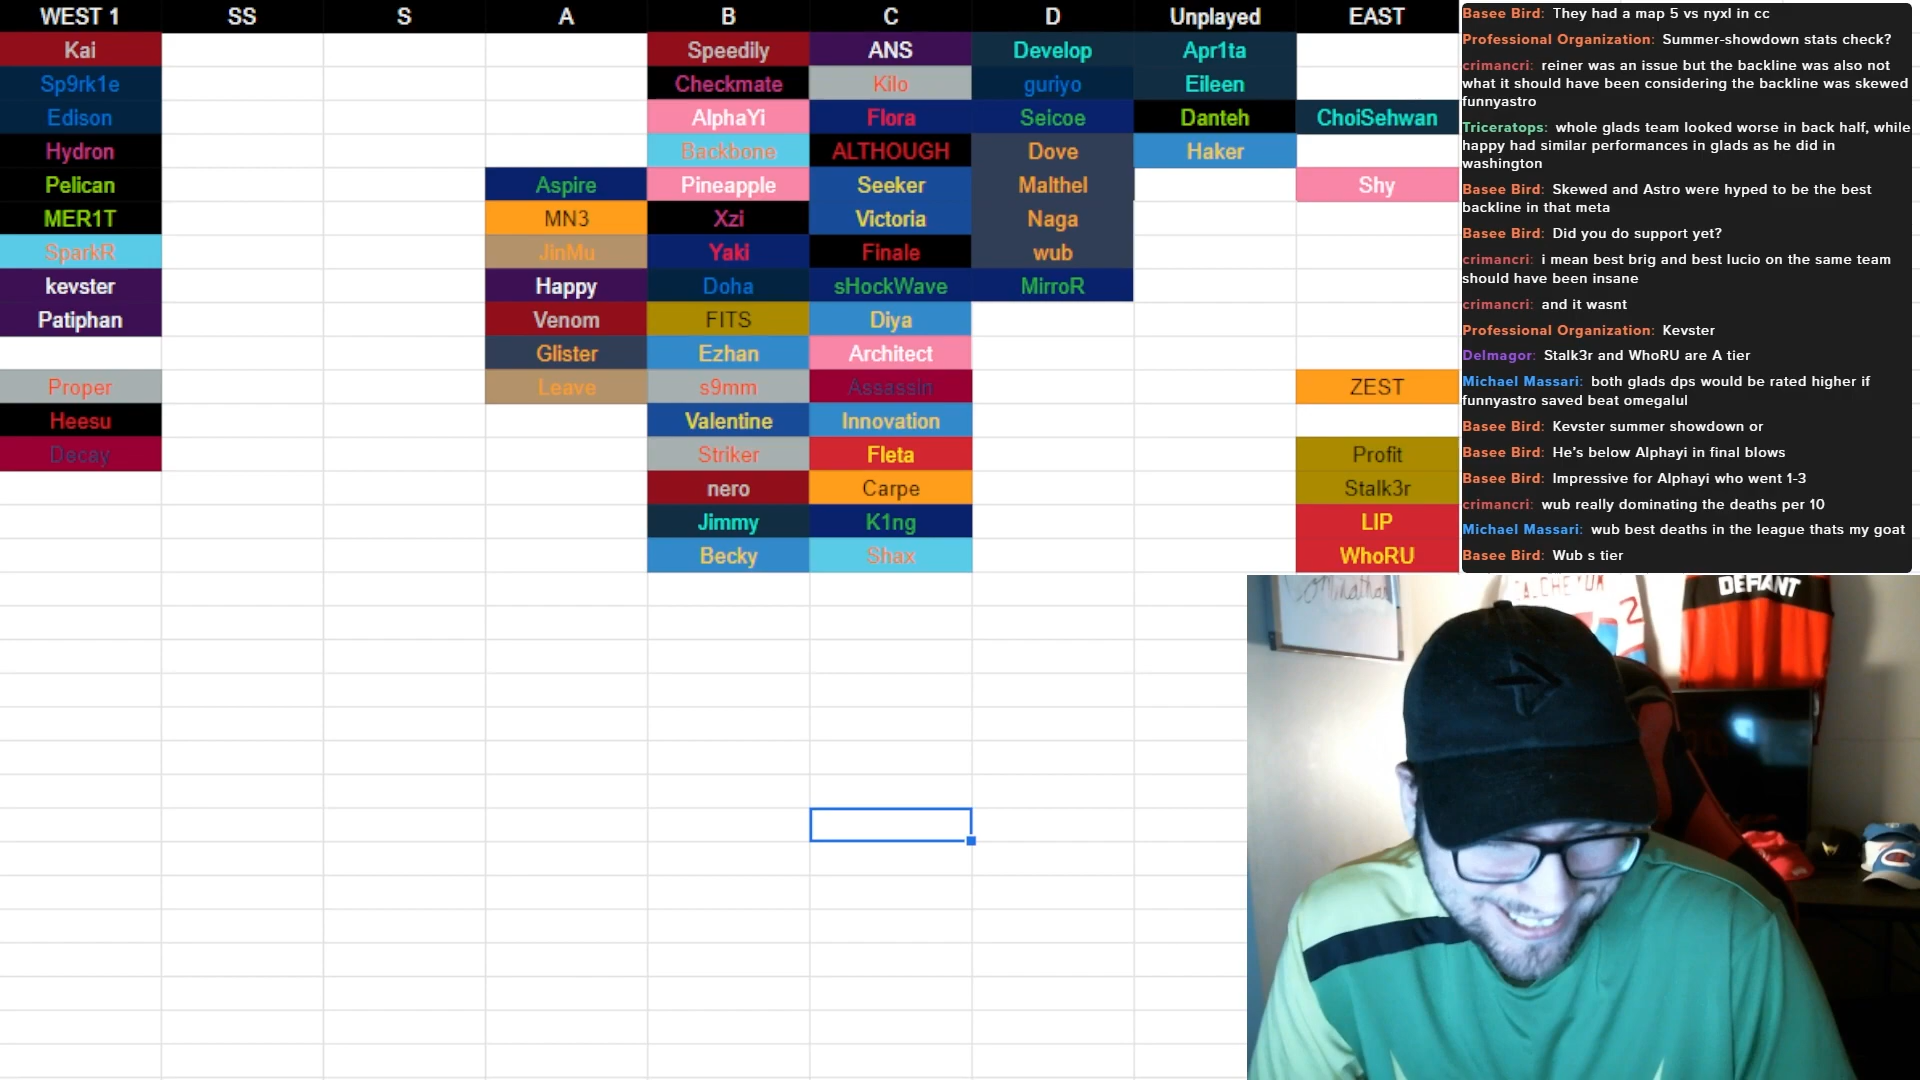 WEST 1 SS S A B C D Unplayed EAST
Kai Speedily ANS Develop Apr1ta
Sp9rk1e Checkmate Kilo guriyo Eileen
Edison AlphaYi Flora Seicoe Danteh ChoiSehwan
Hydron Backbone ALTHOUGH Dove Haker
Pelican Aspire Pineapple Seeker Malthel Shy
MER1T MN3 Xzi Victoria Naga
SparkR JinMu Yaki Finale wub
kevster Happy Doha sHockWave MirroR
Patiphan Venom FITS Diya
Glister Ezhan Architect
Proper Leave s9mm Assassin ZEST
Heesu Valentine Innovation
Decay Striker Fleta Profit
nero Carpe Stalk3r
Jimmy K1ng LIP
Becky Shax WhoRU
Basee Bird: They had a map 5 vs nyxl in cc
Professional Organization: Summer-showdown stats check?
crimancri: reiner was an issue but the backline was also not
what it should have been considering the backline was skewed
funnyastro
Triceratops: whole glads team looked worse in back half, while
happy had similar performances in glads as he did in
washington
Basee Bird: Skewed and Astro were hyped to be the best
backline in that meta
Basee Bird: Did you do support yet?
crimancri: i mean best brig and best lucio on the same team
should have been insane
crimancri: and it wasnt
Professional Organization: Kevster
Delmagor: Stalk3r and WhoRU are A tier
Michael Massari: both glads dps would be rated higher if
funnyastro saved beat omegalul
Basee Bird: Kevster summer showdown or
Basee Bird: He's below Alphayi in final blows
Basee Bird: Impressive for Alphayi who went 1-3
crimancri: wub really dominating the deaths per 10
Michael Massari: wub best deaths in the league thats my goat
Basee Bird: Wub s tier
DEFIANT